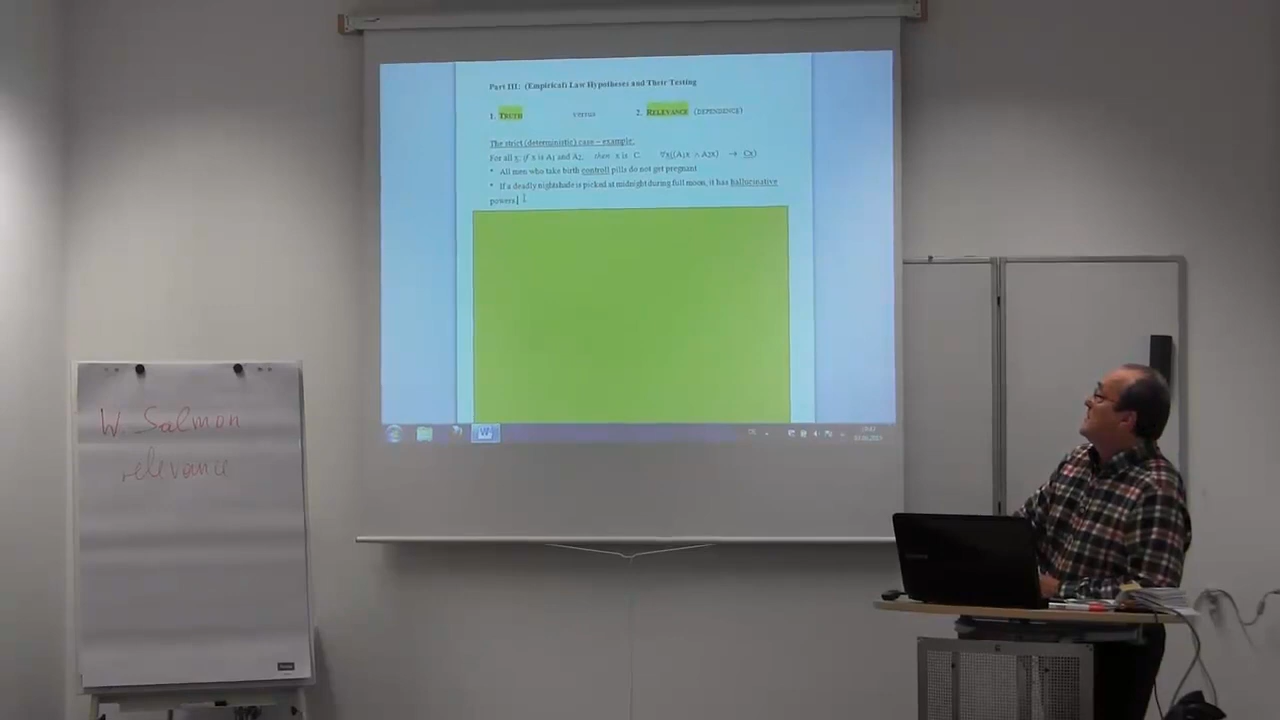 Part III: (Empirical) Law Hypotheses and Their Testing
1. TRUTH versus 2. RELEVANCE (DEPENDENCE)
The strict (deterministic) case – example:
For all x: if x is A1 and A2, then x is C. ∀x((A1x ∧ A2x) → Cx)
* All men who take birth controll pills do not get pregnant
* If a deadly nightshade is picked at midnight during full moon, it has hallucinative
powers.
W. Salmon
relevance